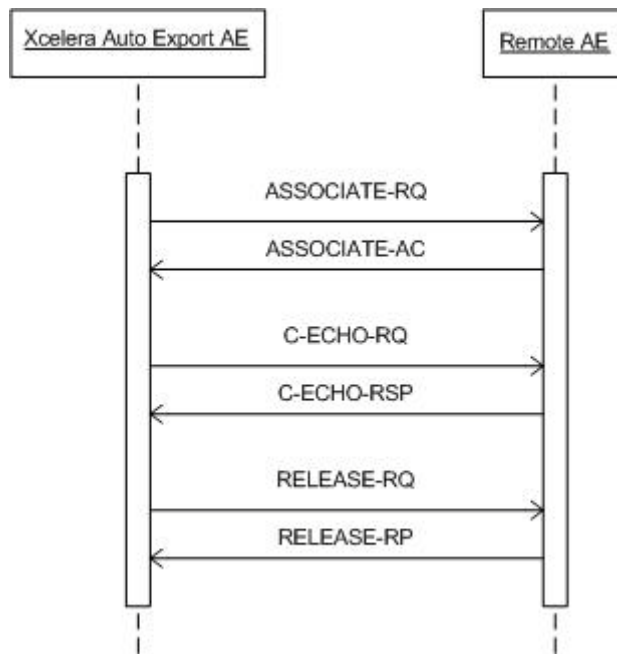 Xcelera Auto Export AE
Remote AE
ASSOCIATE-RQ
ASSOCIATE-AC
C-ECHO-RQ
C-ECHO-RSP
RELEASE-RQ
RELEASE-RP